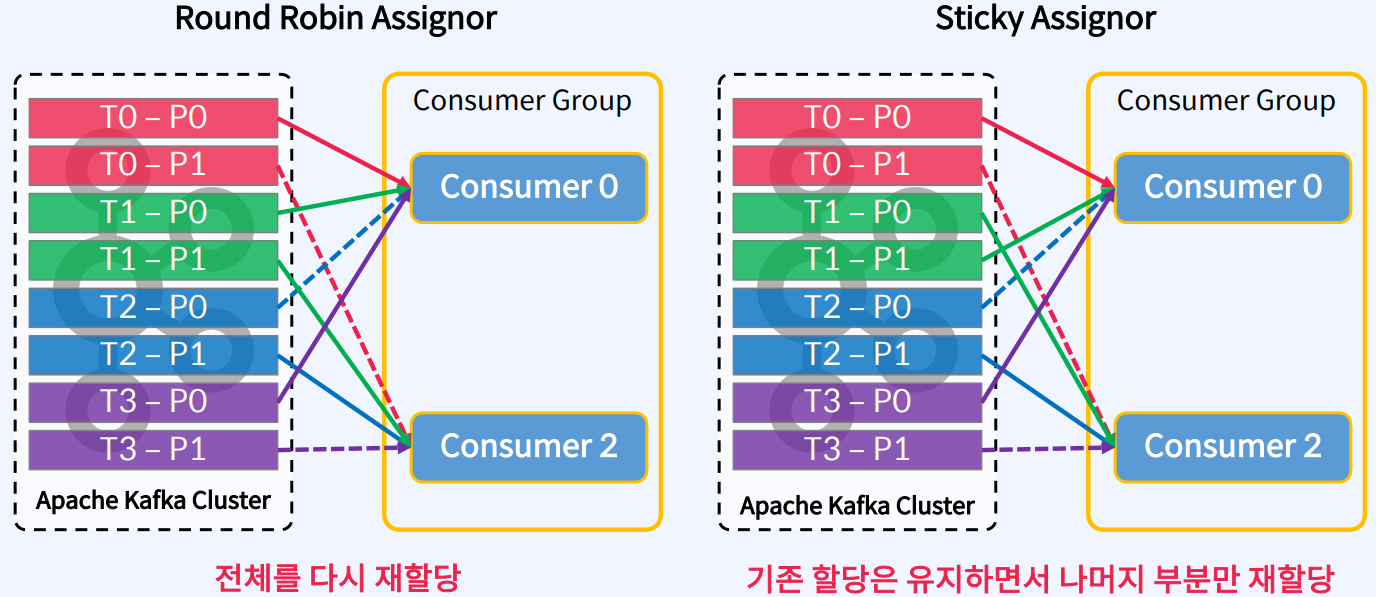 Round Robin Assignor
Consumer Group
T0 – P0
T0 – P1
T1 – P0
T1 – P1
T2 – P0
T2 – P1
T3 – P0
T3 – P1
Apache Kafka Cluster
Consumer 0
Consumer 2
전체를 다시 재할당
Sticky Assignor
Consumer Group
T0 – P0
T0 – P1
T1 – P0
T1 – P1
T2 – P0
T2 – P1
T3 – P0
T3 – P1
Apache Kafka Cluster
Consumer 0
Consumer 2
기존 할당은 유지하면서 나머지 부분만 재할당